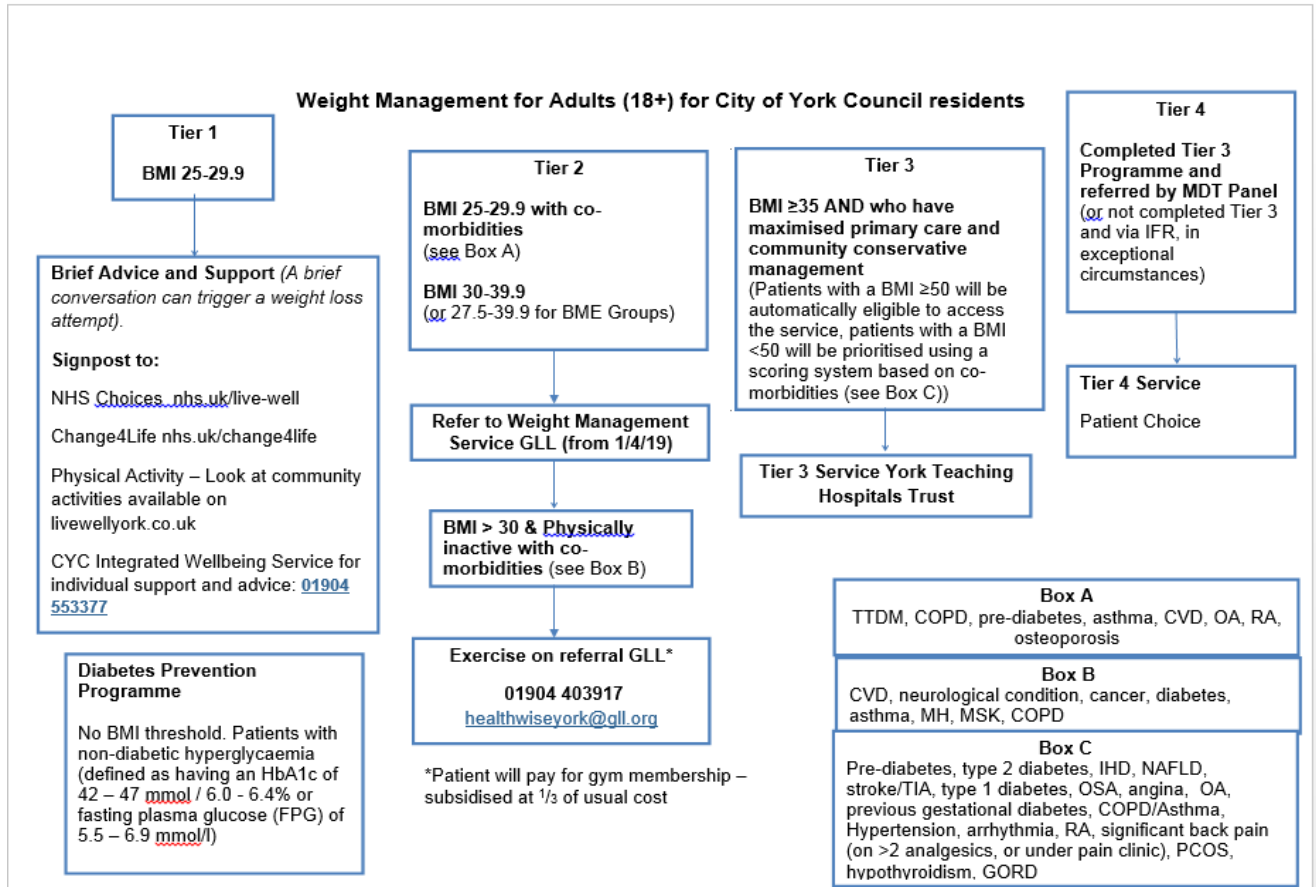 Weight Management for Adults (18+) for City of York Council residents
Tier 1
BMI 25-29.9
Brief Advice and Support (A brief
conversation can trigger a weight loss
attempt).
Signpost to:
NHS Choices nhs.uk/live-well
Change4Life nhs.uk/change4life
Physical Activity – Look at community
activities available on
livewellyork.co.uk
CYC Integrated Wellbeing Service for
individual support and advice: 01904
553377
Diabetes Prevention
Programme
No BMI threshold. Patients with
non-diabetic hyperglycaemia
(defined as having an HbA1c of
42 – 47 mmol / 6.0 - 6.4% or
fasting plasma glucose (FPG) of
5.5 – 6.9 mmol/l)
Tier 2
BMI 25-29.9 with co-
morbidities
(see Box A)
BMI 30-39.9
(or 27.5-39.9 for BME Groups)
Refer to Weight Management
Service GLL (from 1/4/19)
BMI > 30 & Physically
inactive with co-
morbidities (see Box B)
Exercise on referral GLL*
01904 403917
healthwiseyork@gll.org
*Patient will pay for gym membership –
subsidised at 1/3 of usual cost
Tier 3
BMI ≥35 AND who have
maximised primary care and
community conservative
management
(Patients with a BMI ≥50 will be
automatically eligible to access
the service, patients with a BMI
<50 will be prioritised using a
scoring system based on co-
morbidities (see Box C))
Tier 3 Service York Teaching
Hospitals Trust
Tier 4
Completed Tier 3
Programme and
referred by MDT Panel
(or not completed Tier 3
and via IFR, in
exceptional
circumstances)
Tier 4 Service
Patient Choice
Box A
TTDM, COPD, pre-diabetes, asthma, CVD, OA, RA,
osteoporosis
Box B
CVD, neurological condition, cancer, diabetes,
asthma, MH, MSK, COPD
Box C
Pre-diabetes, type 2 diabetes, IHD, NAFLD,
stroke/TIA, type 1 diabetes, OSA, angina, OA,
previous gestational diabetes, COPD/Asthma,
Hypertension, arrhythmia, RA, significant back pain
(on >2 analgesics, or under pain clinic), PCOS,
hypothyroidism, GORD